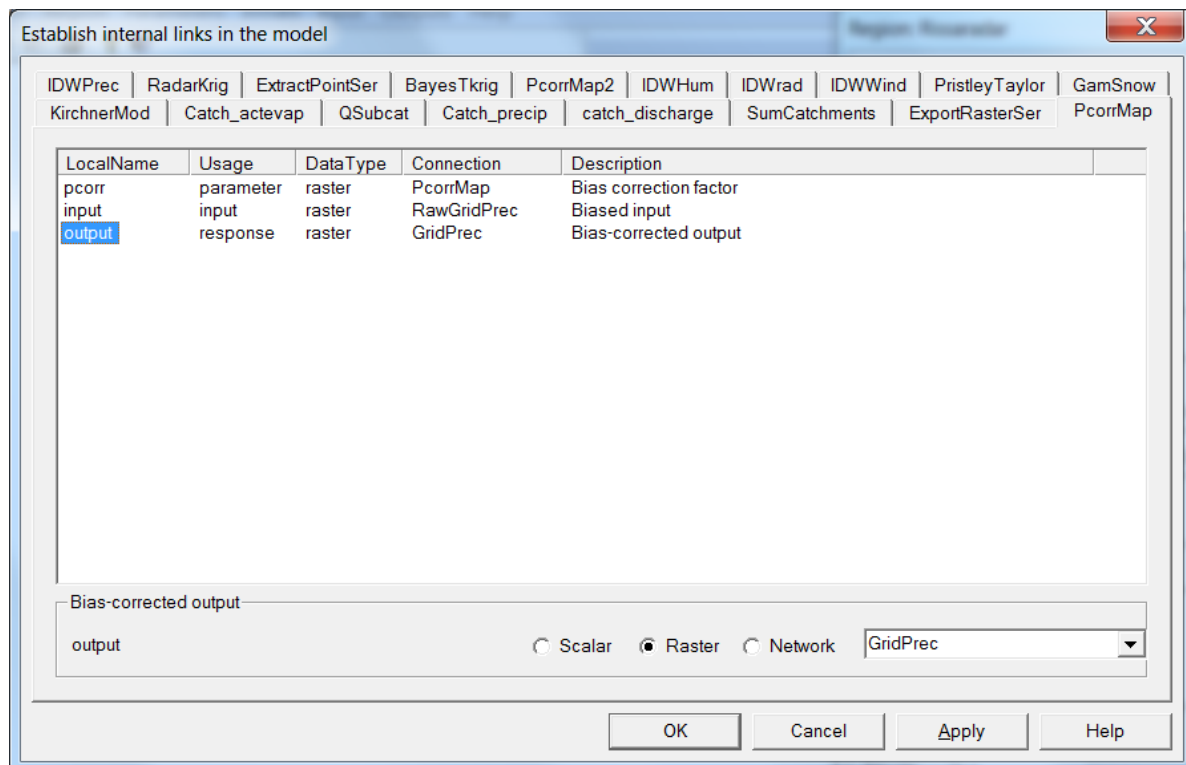 Establish internal links in the model
IDWPrec RadarKrig ExtractPointSer BayesTkrig PcorrMap2 IDWHum IDWrad IDWWind PristleyTaylor GamSnow
KirchnerMod Catch_actevap QSubcat Catch_precip catch_discharge SumCatchments ExportRasterSer PcorrMap
LocalName Usage DataType Connection Description
pcorr parameter raster PcorrMap Bias correction factor
input input raster RawGridPrec Biased input
output response raster GridPrec Bias-corrected output
Bias-corrected output
output Scalar Raster Network GridPrec
OK Cancel Apply Help